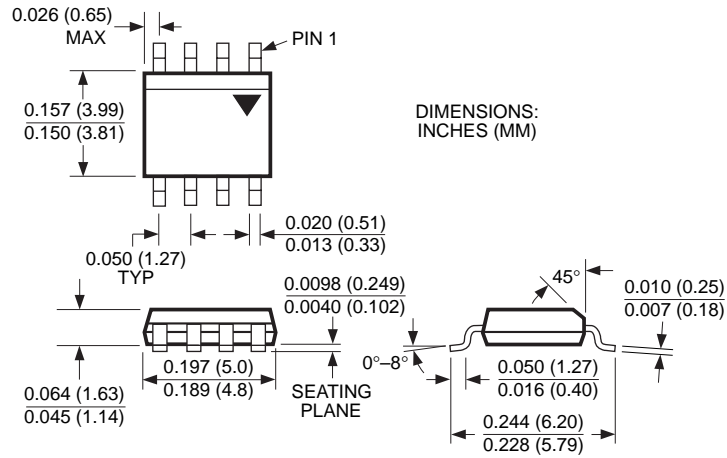 0.026 (0.65)
MAX
PIN 1
0.157 (3.99)
0.150 (3.81)
DIMENSIONS:
INCHES (MM)
0.020 (0.51)
0.013 (0.33)
0.050 (1.27)
TYP
0.0098 (0.249)
0.0040 (0.102)
45°
0.010 (0.25)
0.007 (0.18)
0°–8°
0.064 (1.63)
0.045 (1.14)
0.197 (5.0)
0.189 (4.8)
SEATING
PLANE
0.050 (1.27)
0.016 (0.40)
0.244 (6.20)
0.228 (5.79)